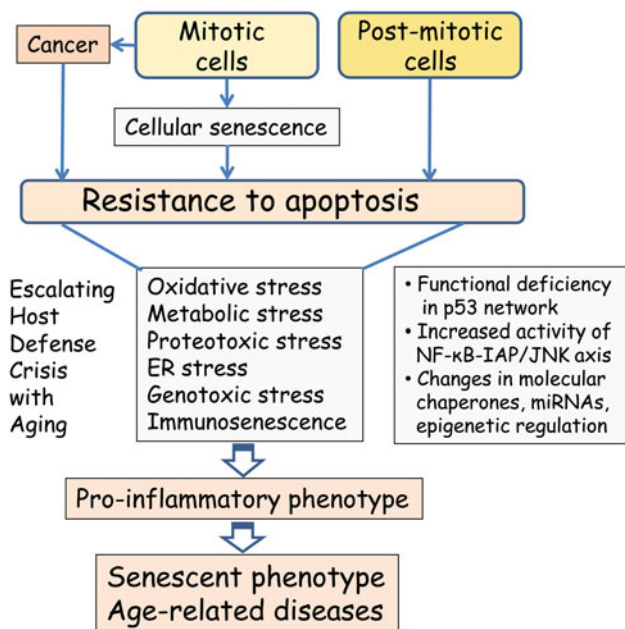 Cancer
Mitotic
cells
Post-mitotic
cells
Cellular senescence
Resistance to apoptosis
Escalating
Host
Defense
Crisis
with
Aging
Oxidative stress
Metabolic stress
Proteotoxic stress
ER stress
Genotoxic stress
Immunosenescence
• Functional deficiency
in p53 network
• Increased activity of
NF-κB-IAP/JNK axis
• Changes in molecular
chaperones, miRNAs,
epigenetic regulation
Pro-inflammatory phenotype
Senescent phenotype
Age-related diseases